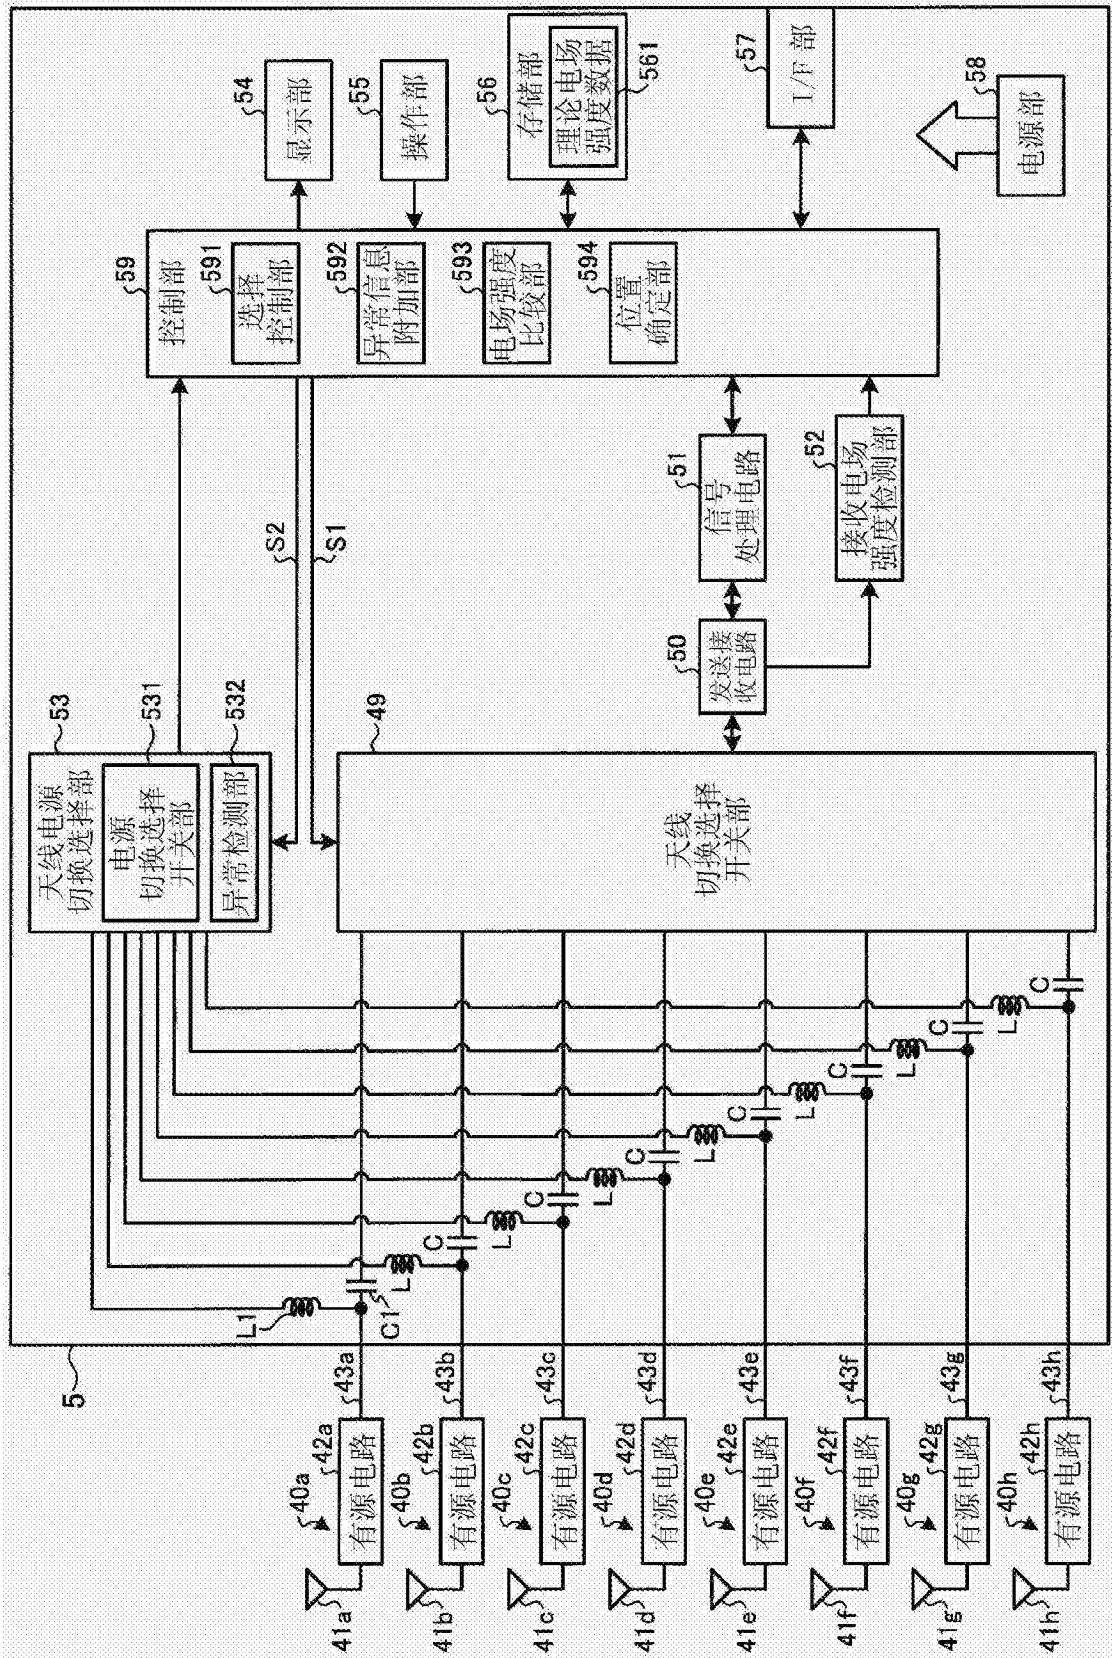 5
41a
40a
42a
有源电路
43a
41b
40b
42b
有源电路
43b
41c
40c
42c
有源电路
43c
41d
40d
42d
有源电路
43d
41e
40e
42e
有源电路
43e
41f
40f
42f
有源电路
43f
41g
40g
42g
有源电路
43g
41h
40h
42h
有源电路
43h
L1
C1
L
C
L
C
L
C
L
C
L
C
L
C
L
C
53
天线电源
切换选择部
531
电源
切换选择
开关部
532
异常检测部
49
天线
切换选择
开关部
S2
S1
50
发送接
收电路
51
信号
处理电路
52
接收电场
强度检测部
59
控制部
591
选择
控制部
592
异常信息
附加部
593
电场强度
比较部
594
位置
确定部
54
显示部
55
操作部
56
存储部
理论电场
强度数据
561
57
I/F部
58
电源部